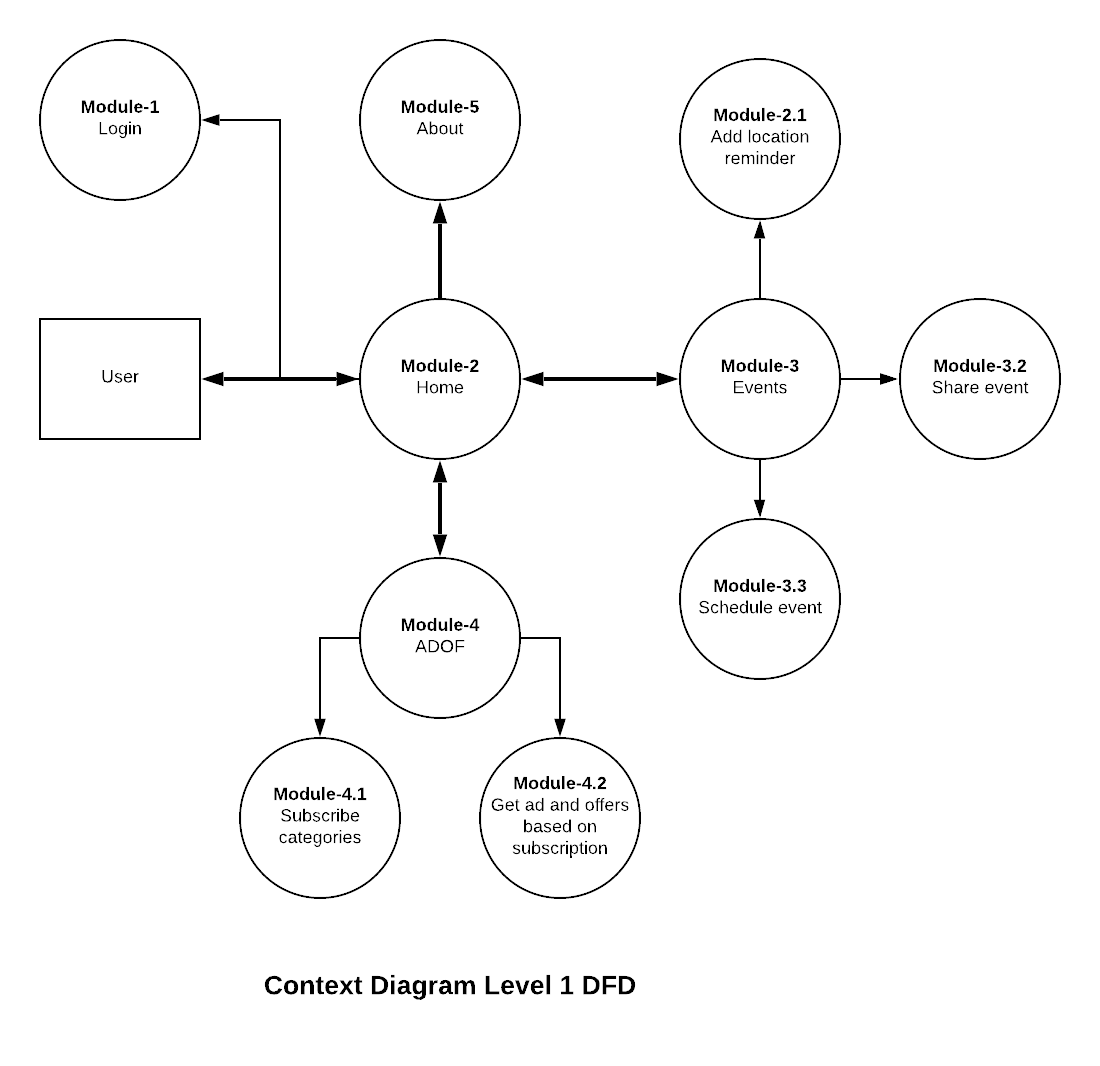 Module-1
Login
Module-5
About
Module-2.1
Add location
reminder
User
Module-2
Home
Module-3
Events
Module-3.2
Share event
Module-3.3
Schedule event
Module-4
ADOF
Module-4.1
Subscribe
categories
Module-4.2
Get ad and offers
based on
subscription
Context Diagram Level 1 DFD